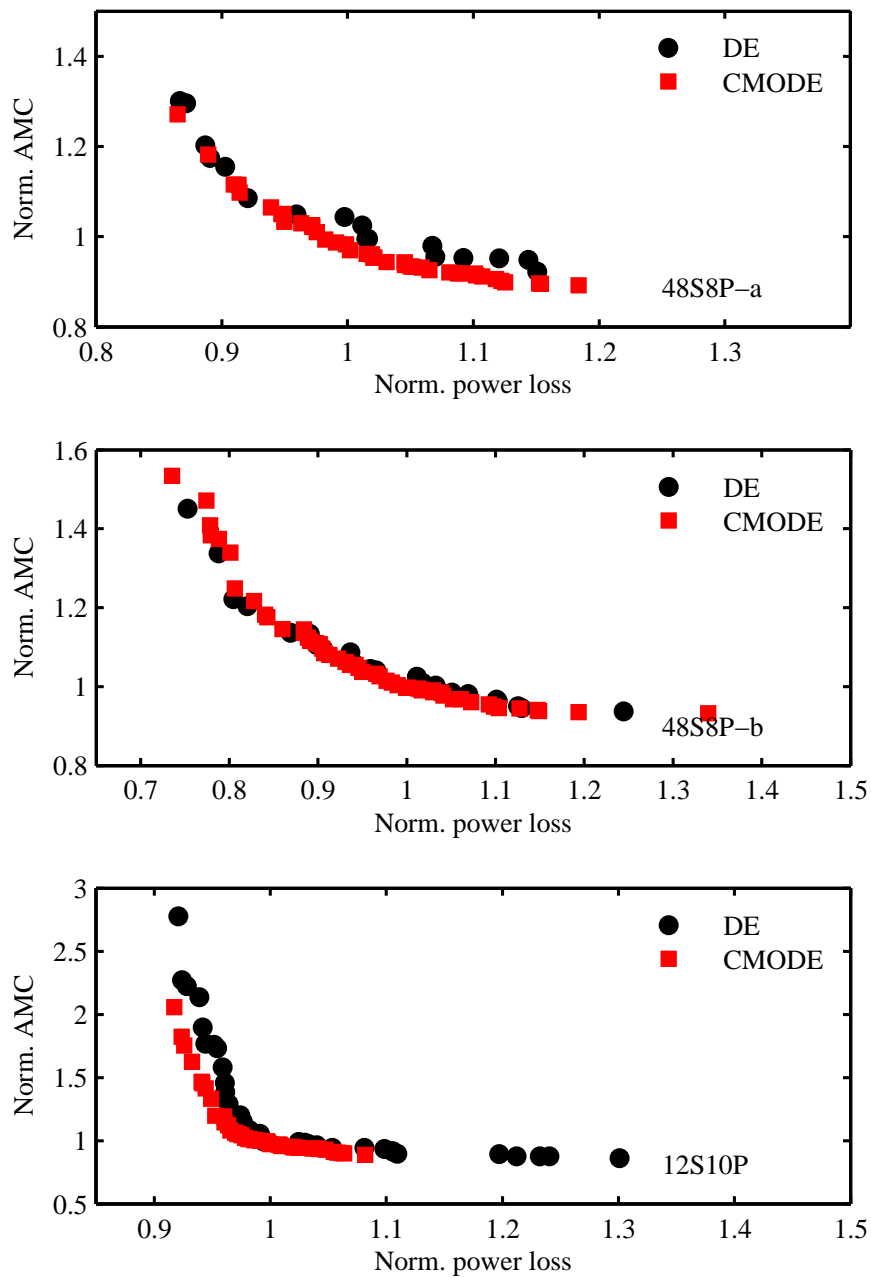 1.4
1.2
1
0.8
Norm. AMC
DE
CMODE
48S8P−a
0.8 0.9 1 1.1 1.2 1.3
Norm. power loss
1.6
1.4
1.2
1
0.8
Norm. AMC
DE
CMODE
48S8P−b
0.7 0.8 0.9 1 1.1 1.2 1.3 1.4 1.5
Norm. power loss
3
2.5
2
1.5
1
0.5
Norm. AMC
DE
CMODE
12S10P
0.9 1 1.1 1.2 1.3 1.4 1.5
Norm. power loss